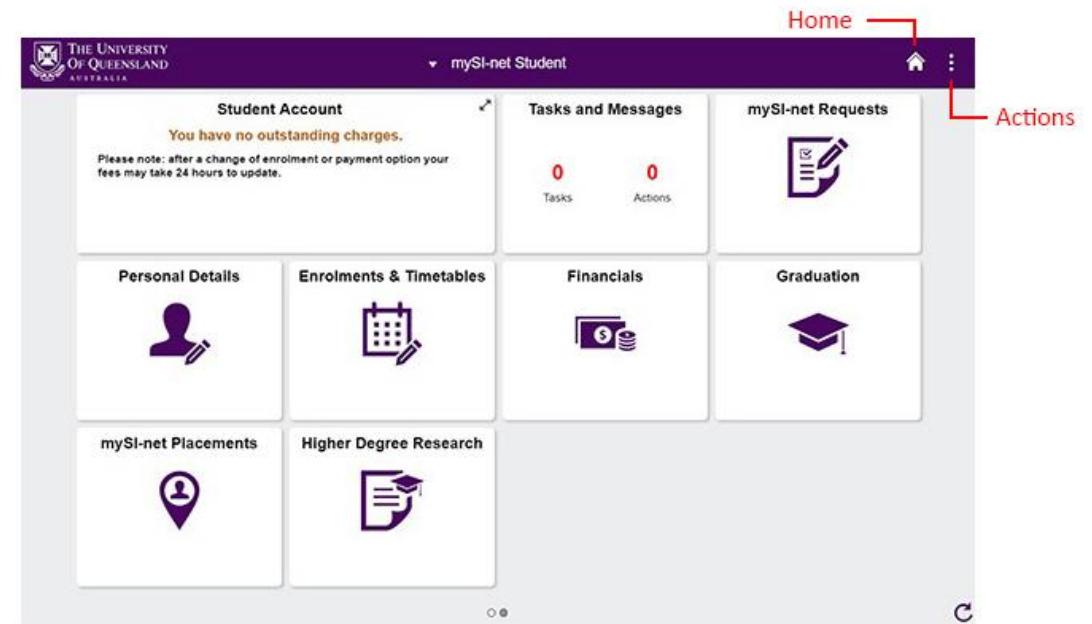 Home
THE UNIVERSITY
OF QUEENSLAND
AUSTRALIA
mySI-net Student
Actions
Student Account
You have no outstanding charges.
Please note: after a change of enrolment or payment option your
fees may take 24 hours to update.
Tasks and Messages
0 0
Tasks Actions
mySI-net Requests
Personal Details
Enrolments & Timetables
Financials
$
Graduation
mySI-net Placements
Higher Degree Research